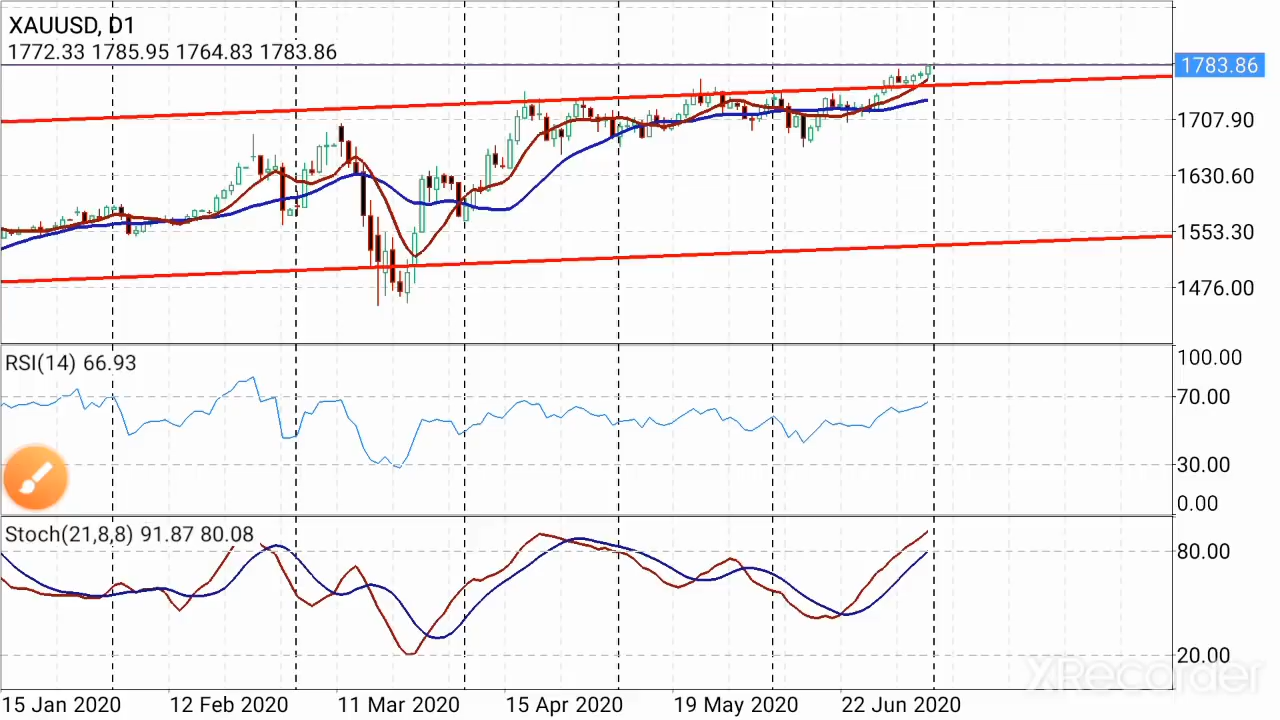 XAUUSD, D1
1772.33 1785.95 1764.83 1783.86
1783.86
1707.90
1630.60
1553.30
1476.00
RSI(14) 66.93
100.00
70.00
30.00
0.00
Stoch(21,8,8) 91.87 80.08
80.00
20.00
XRecorder
15 Jan 2020 12 Feb 2020 11 Mar 2020 15 Apr 2020 19 May 2020 22 Jun 2020